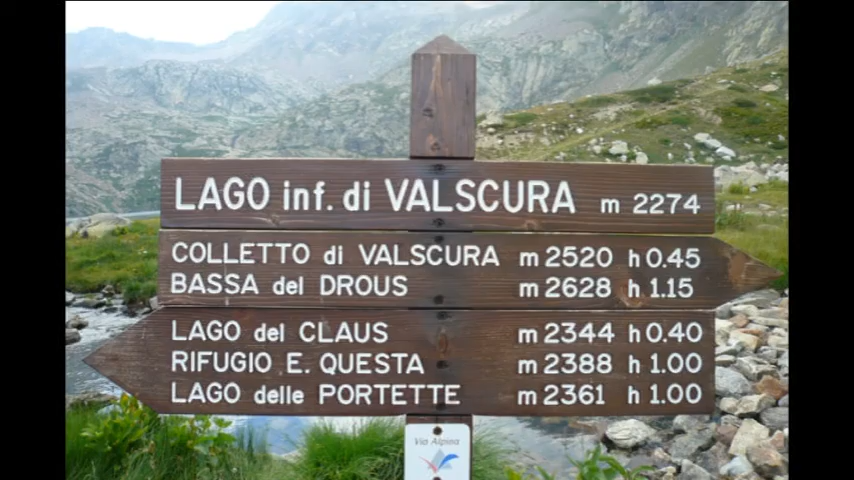 LAGO inf. di VALSCURA m 2274
COLLETTO di VALSCURA m 2520 h 0.45
BASSA del DROUS m 2628 h 1.15
LAGO del CLAUS m 2344 h 0.40
RIFUGIO E. QUESTA m 2388 h 1.00
LAGO delle PORTETTE m 2361 h 1.00
Via Alpina